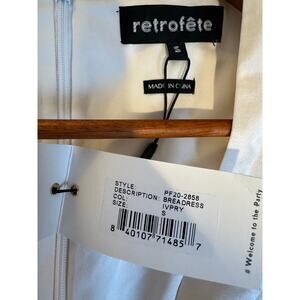 retrofête
S
MADE IN CHINA
STYLE: PF20-2858
DESCRIPTION: BREADRESS
COL: IVPRY
SIZE: S
8 40107 71485 7
# Welcome to the Party